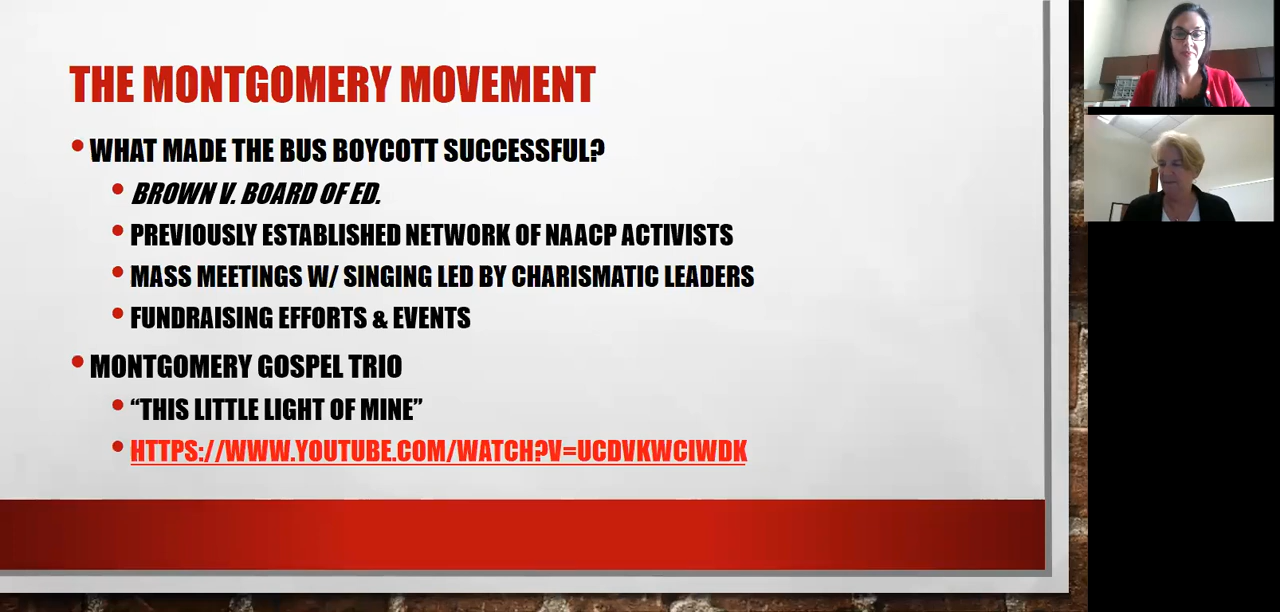 THE MONTGOMERY MOVEMENT
WHAT MADE THE BUS BOYCOTT SUCCESSFUL?
BROWN V. BOARD OF ED.
PREVIOUSLY ESTABLISHED NETWORK OF NAACP ACTIVISTS
MASS MEETINGS W/ SINGING LED BY CHARISMATIC LEADERS
FUNDRAISING EFFORTS & EVENTS
MONTGOMERY GOSPEL TRIO
“THIS LITTLE LIGHT OF MINE”
HTTPS://WWW.YOUTUBE.COM/WATCH?V=UCDVKWCIWDK